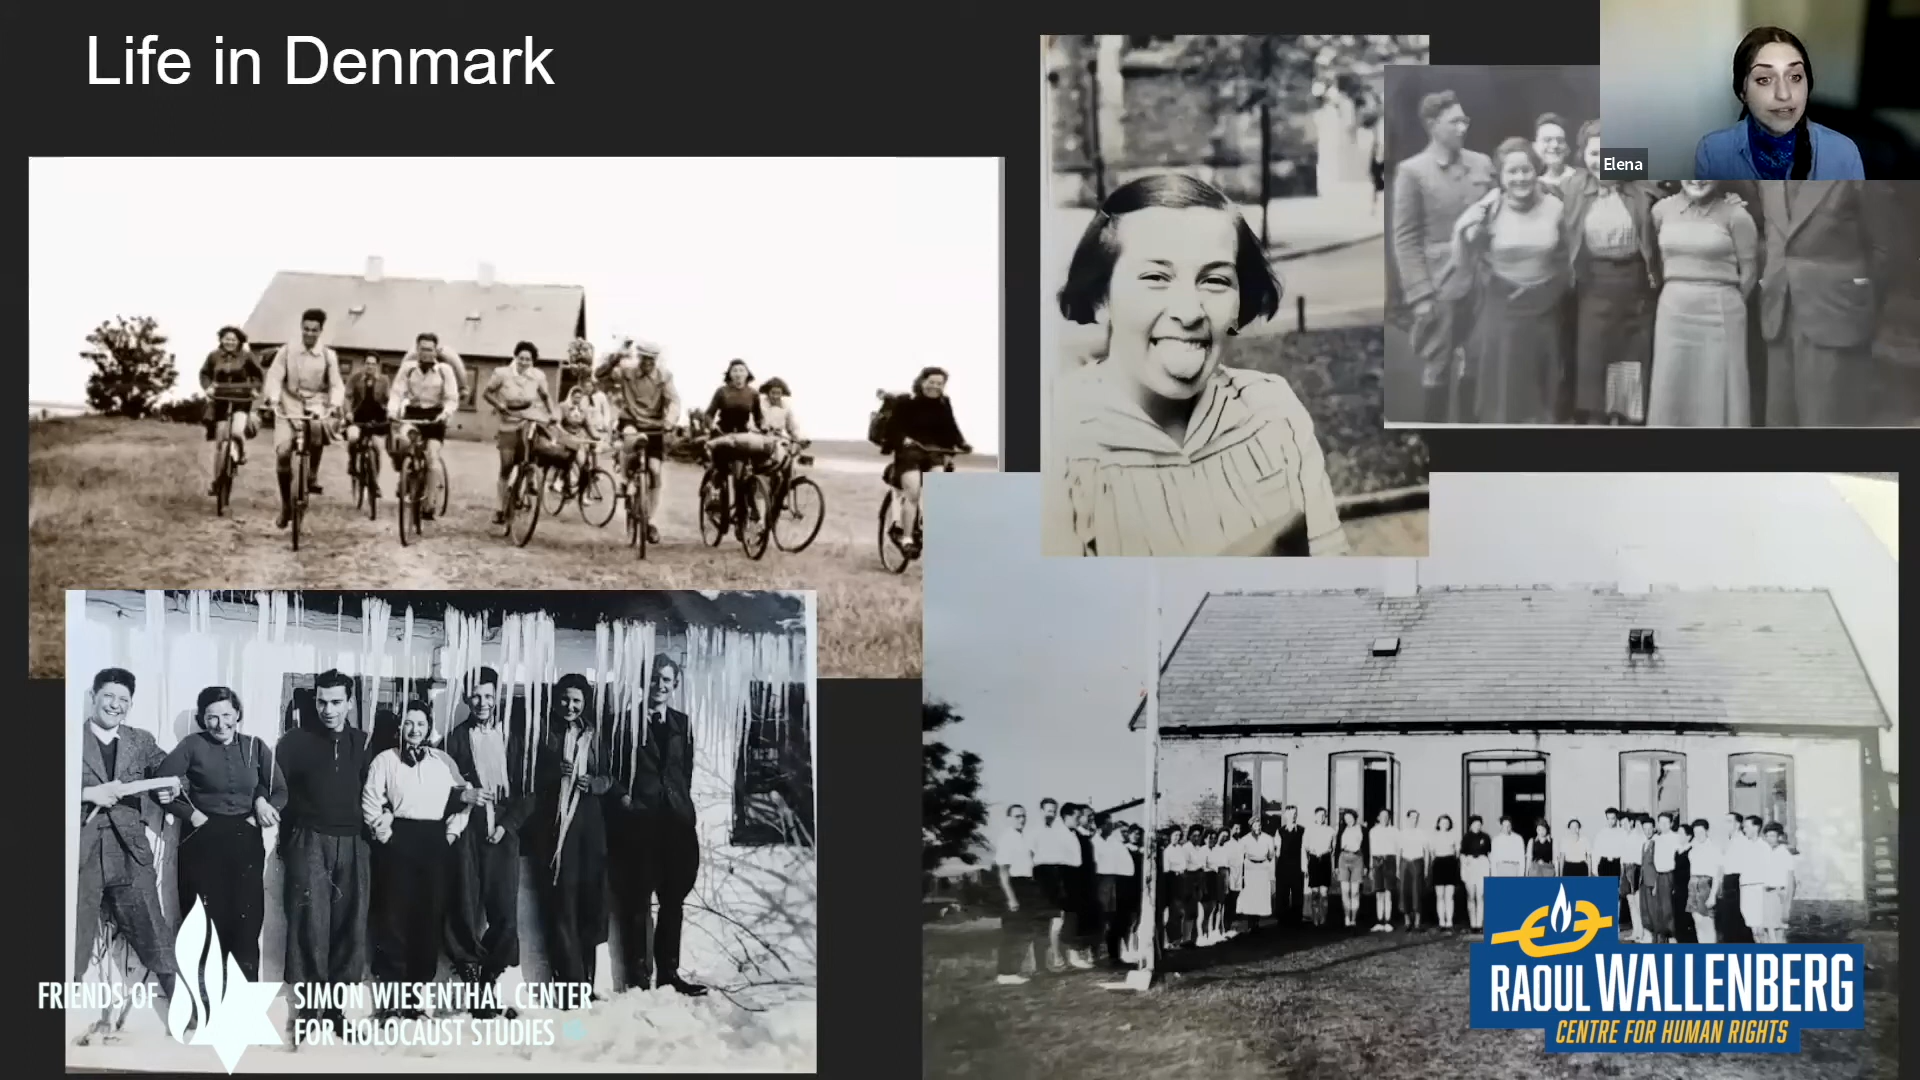 Life in Denmark
Elena
FRIENDS OF
SIMON WIESENTHAL CENTER
FOR HOLOCAUST STUDIES
RAOUL WALLENBERG
CENTRE FOR HUMAN RIGHTS